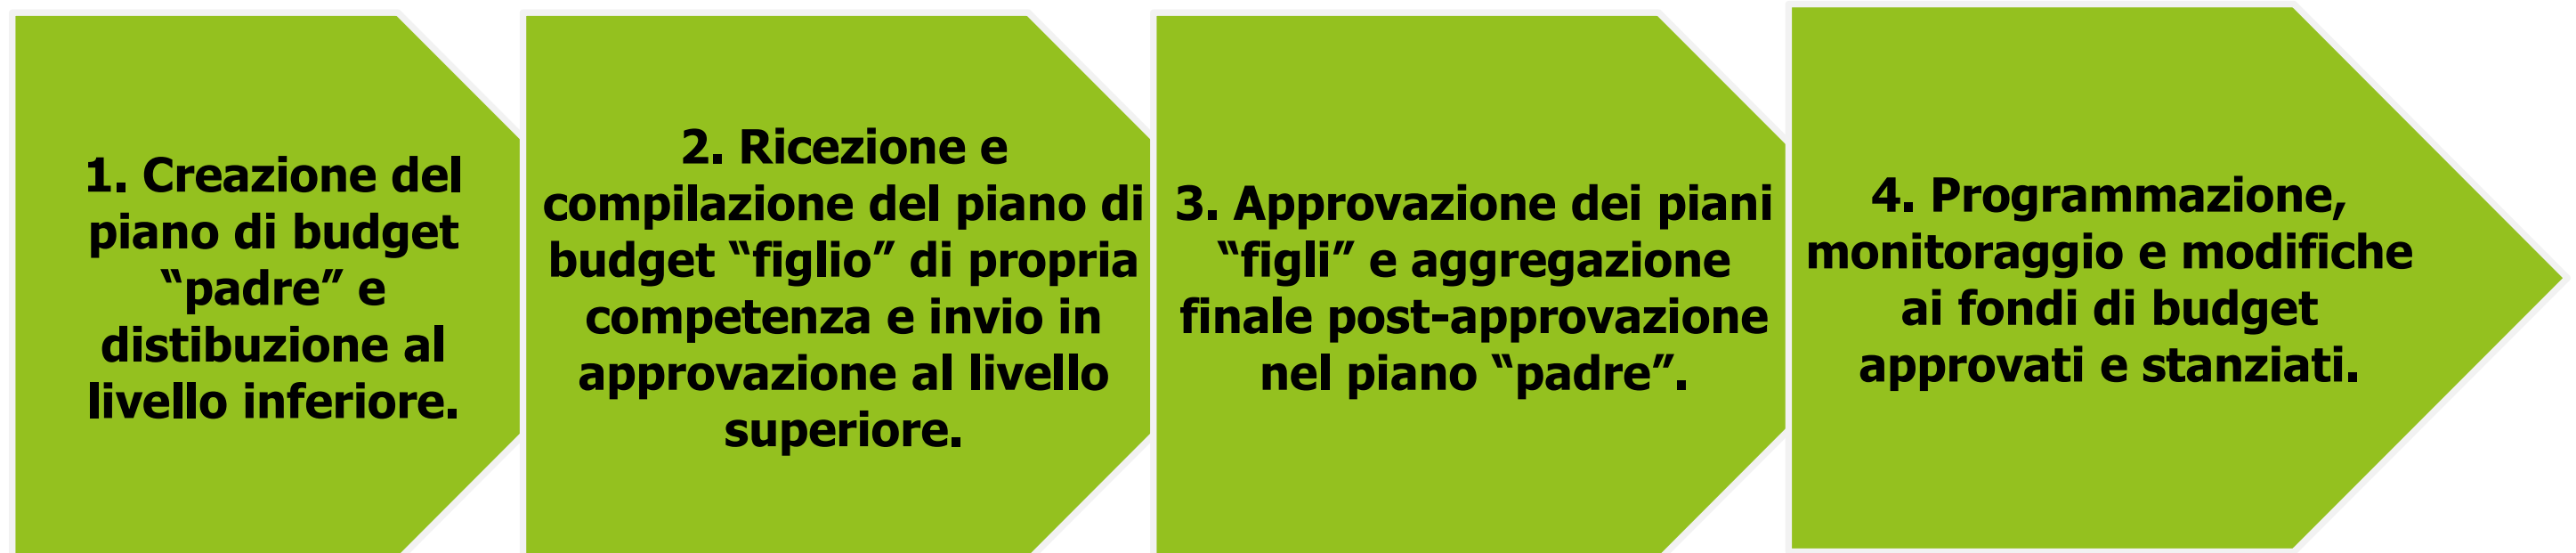 1. Creazione del
piano di budget
“padre” e
distibuzione al
livello inferiore.
2. Ricezione e
compilazione del piano di
budget “figlio” di propria
competenza e invio in
approvazione al livello
superiore.
3. Approvazione dei piani
“figli” e aggregazione
finale post-approvazione
nel piano “padre”.
4. Programmazione,
monitoraggio e modifiche
ai fondi di budget
approvati e stanziati.